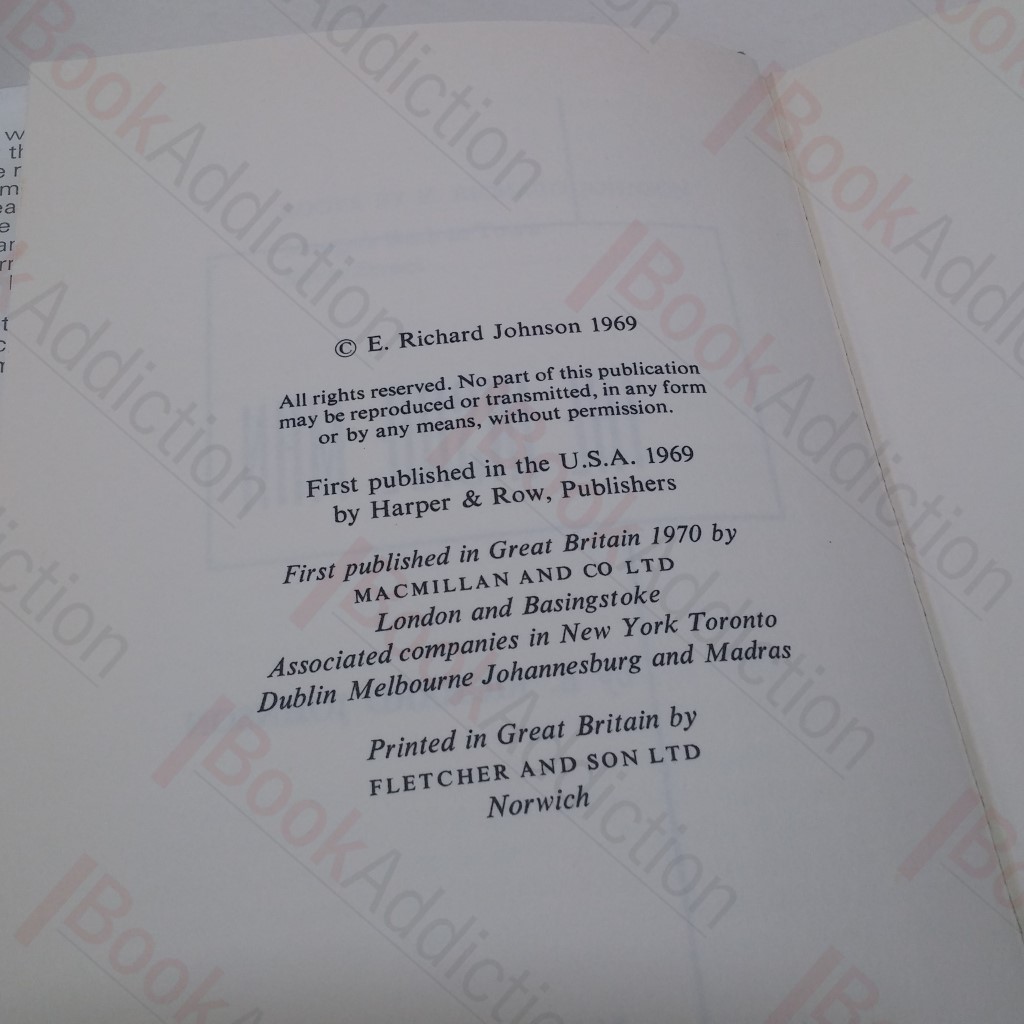 © E. Richard Johnson 1969
All rights reserved. No part of this publication
may be reproduced or transmitted, in any form
or by any means, without permission.
First published in the U.S.A. 1969
by Harper & Row, Publishers
First published in Great Britain 1970 by
MACMILLAN AND CO LTD
London and Basingstoke
Associated companies in New York Toronto
Dublin Melbourne Johannesburg and Madras
Printed in Great Britain by
FLETCHER AND SON LTD
Norwich
BookAddiction